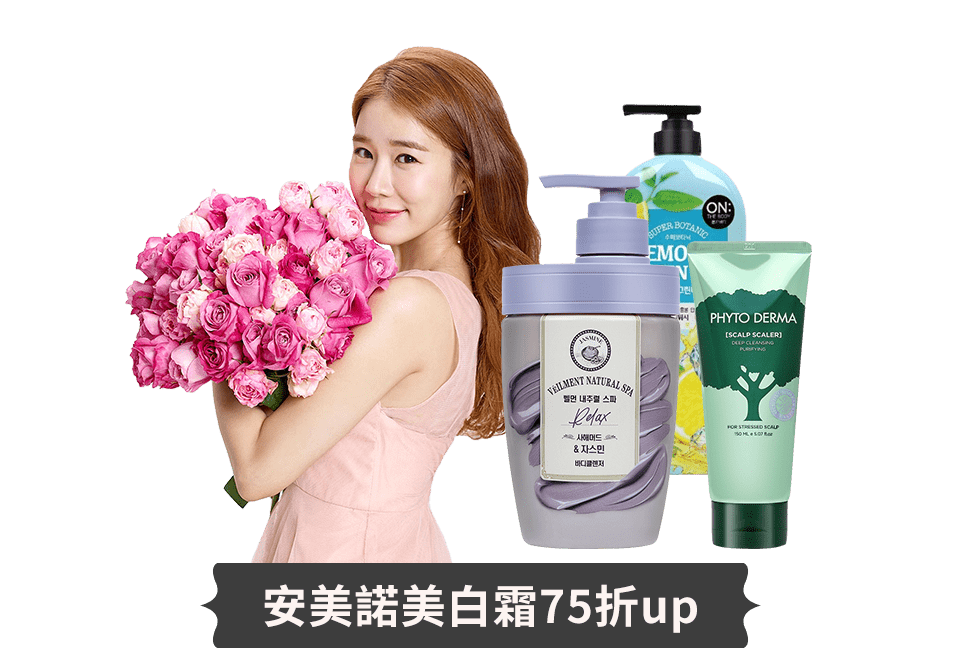 ON:
THE BODY
SUPER BOTANIC
PHYTO DERMA
[SCALP SCALER]
DEEP CLEANSING
PURIFYING
FOR STRESSED SCALP
150 ML e 5.07 fl.oz
JASMINE
VEILMENT NATURAL SPA
벨먼 내추럴 스파
Relax
사해머드
& 자스민
바디클렌저
安美諾美白霜75折up